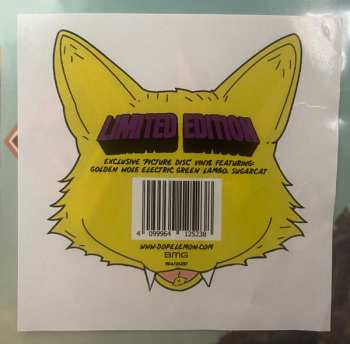 LIMITED EDITION
EXCLUSIVE 'PICTURE DISC' VINYL FEATURING:
GOLDEN WOLF, ELECTRIC GREEN LAMBO, SUGARCAT
4 099964 125238
WWW.DOPELEMON.COM
BMG